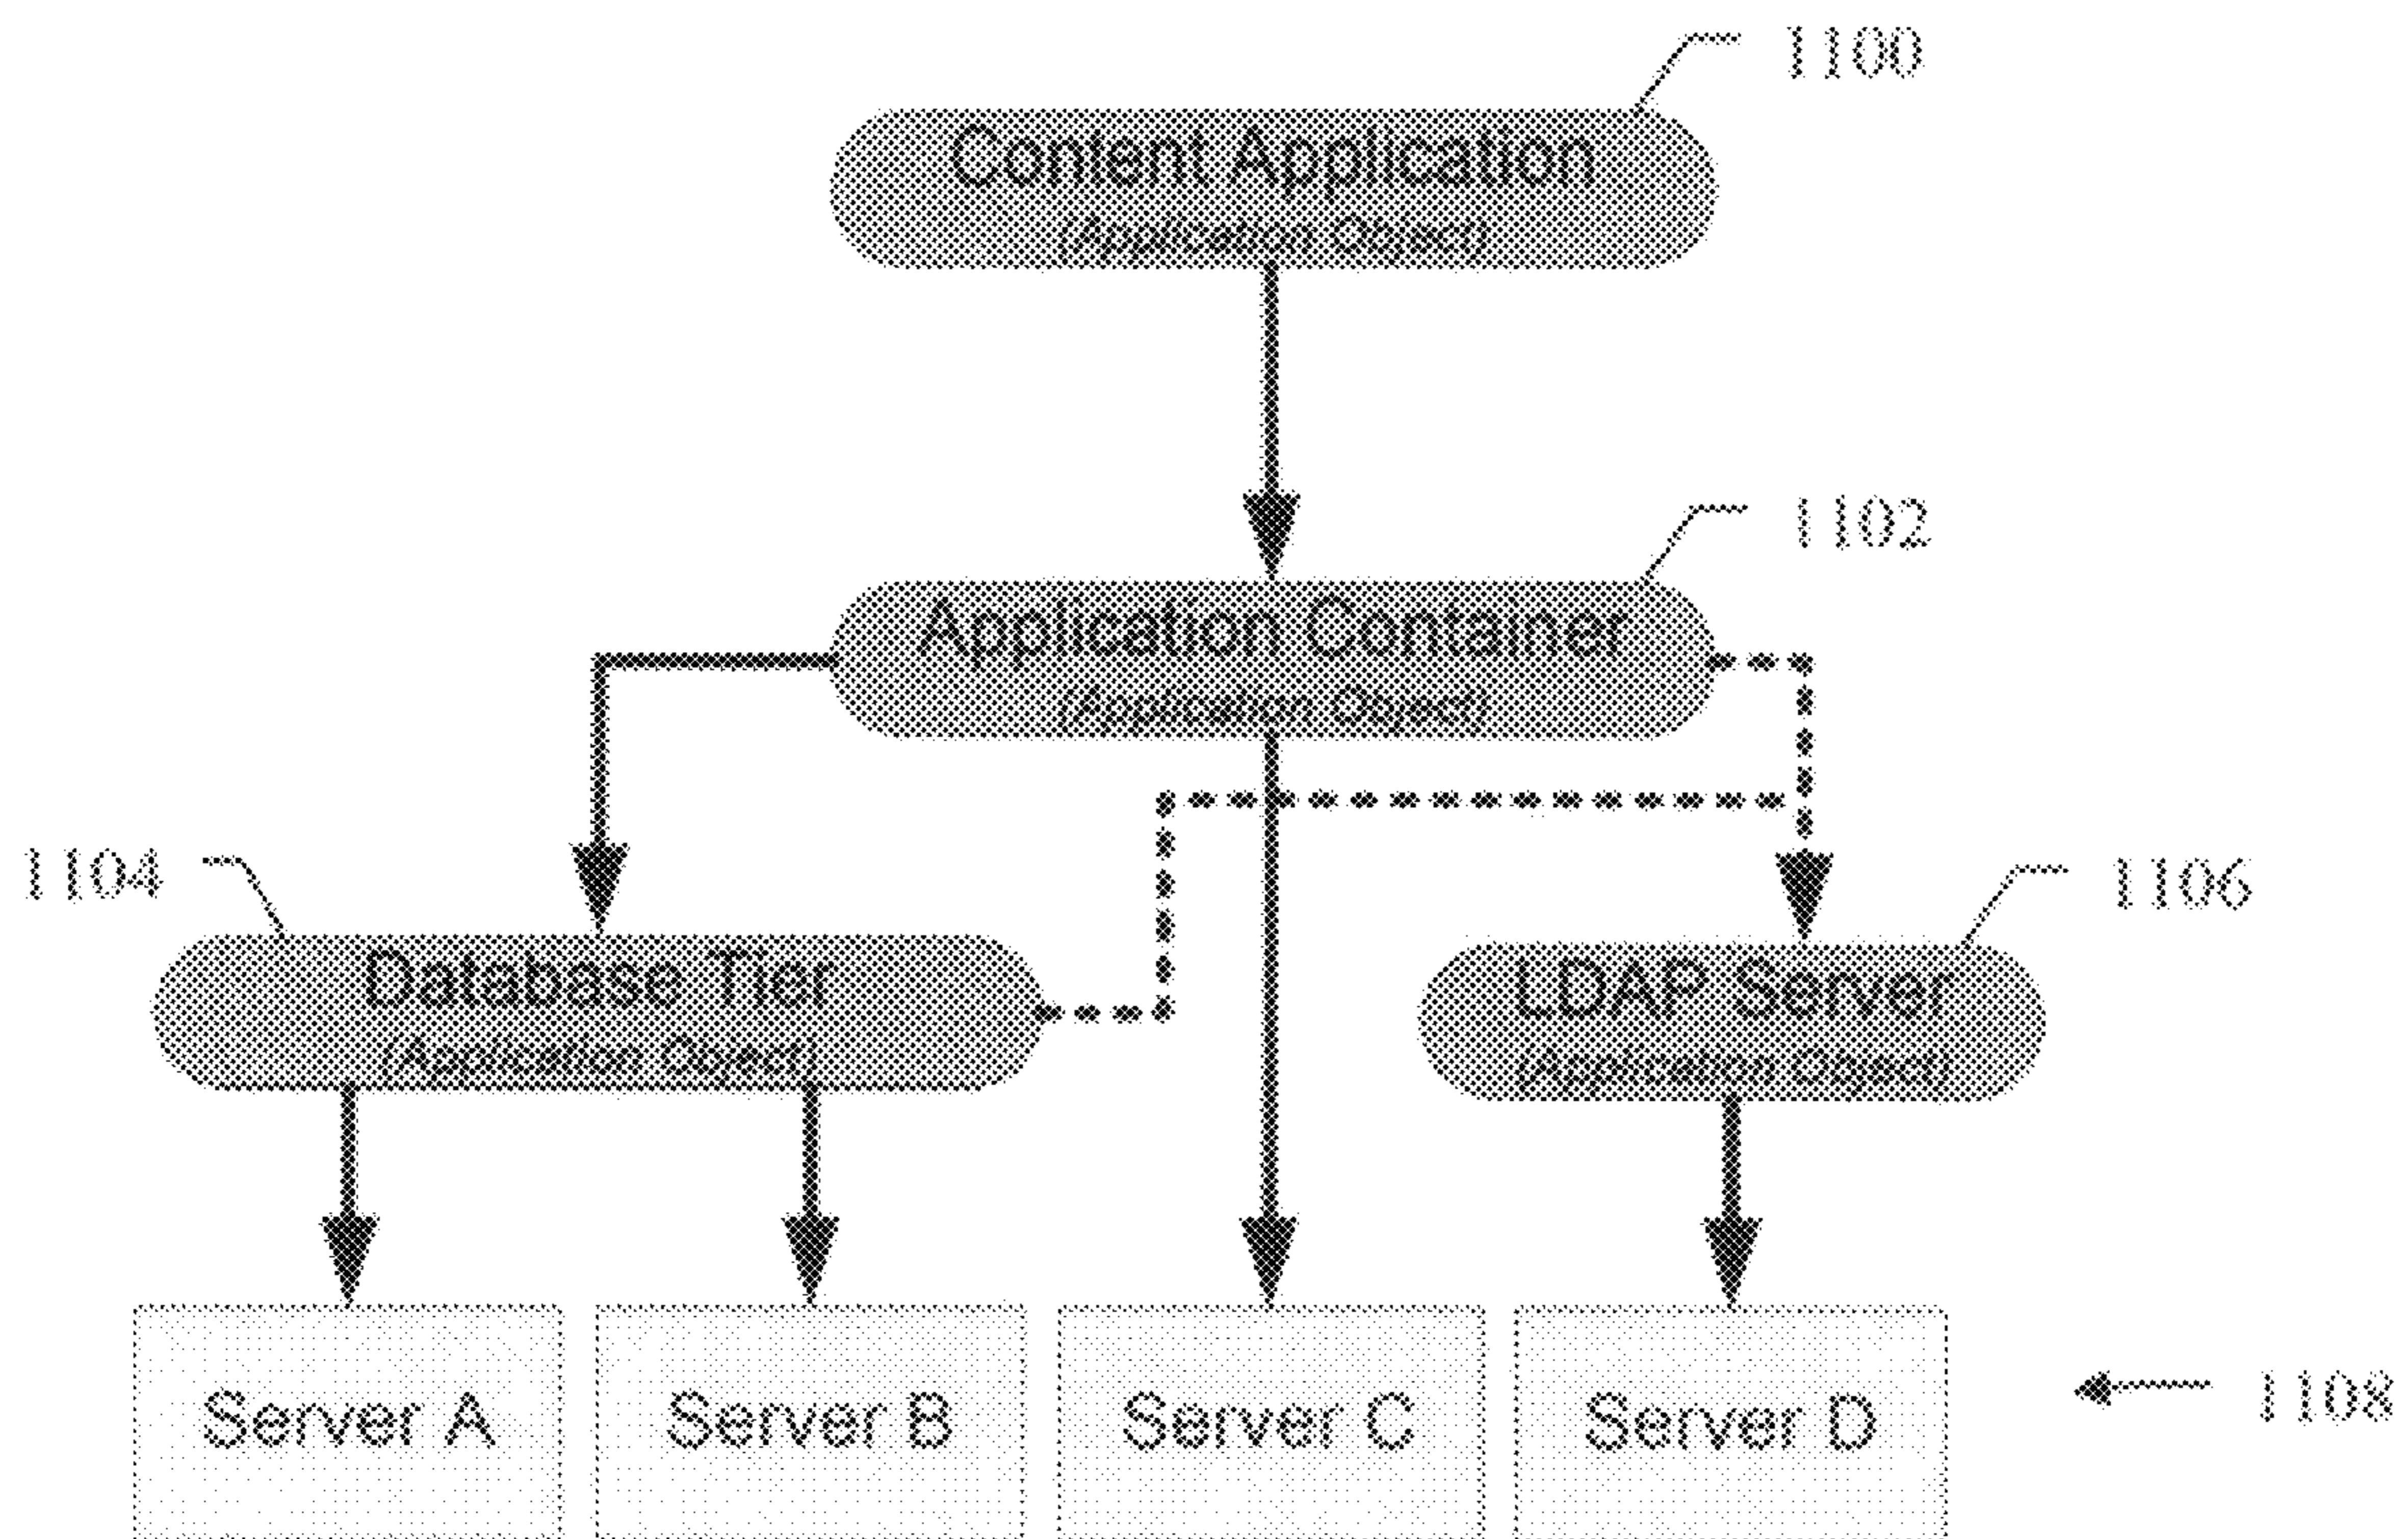 1100
Content Application
(Application Object)
1102
Application Container
(Application Object)
1104
Database Tier
(Application Object)
1106
LDAP Server
(Application Object)
Server A
Server B
Server C
Server D
1108